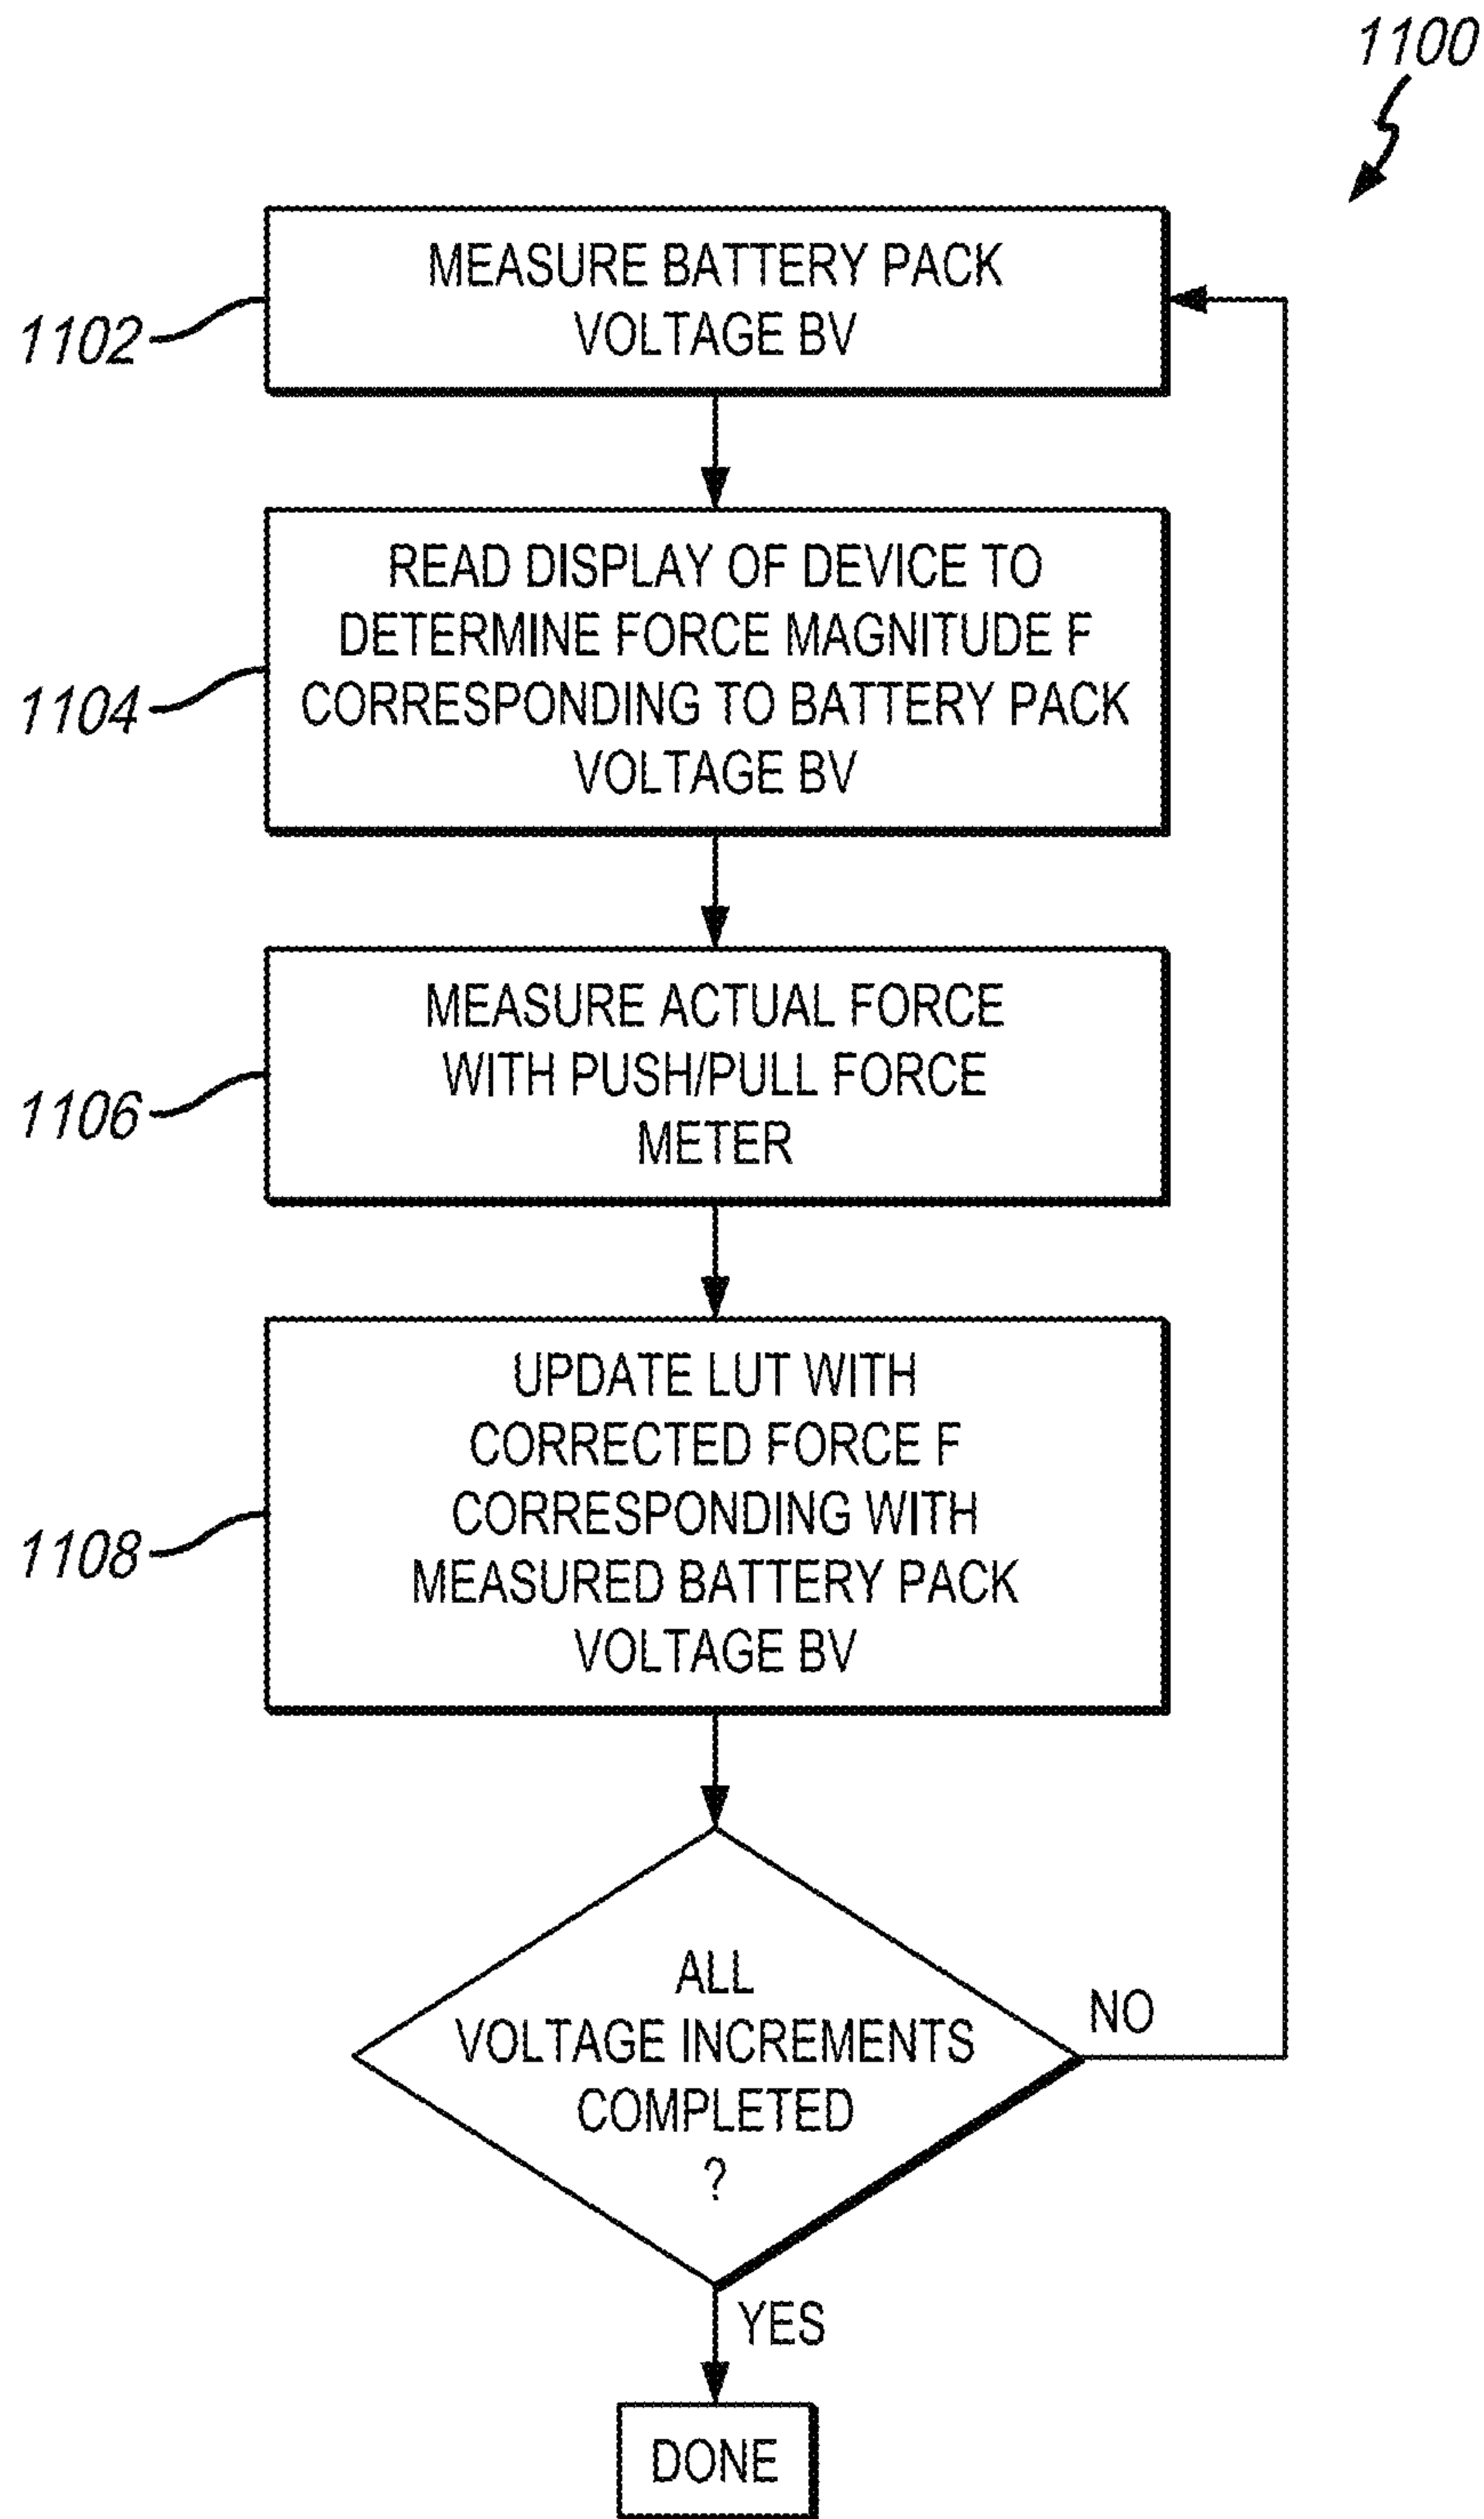 1100
MEASURE BATTERY PACK
VOLTAGE BV
1102
READ DISPLAY OF DEVICE TO
DETERMINE FORCE MAGNITUDE F
CORRESPONDING TO BATTERY PACK
VOLTAGE BV
1104
MEASURE ACTUAL FORCE
WITH PUSH/PULL FORCE
METER
1106
UPDATE LUT WITH
CORRECTED FORCE F
CORRESPONDING WITH
MEASURED BATTERY PACK
VOLTAGE BV
1108
ALL
VOLTAGE INCREMENTS
COMPLETED
?
NO
YES
DONE